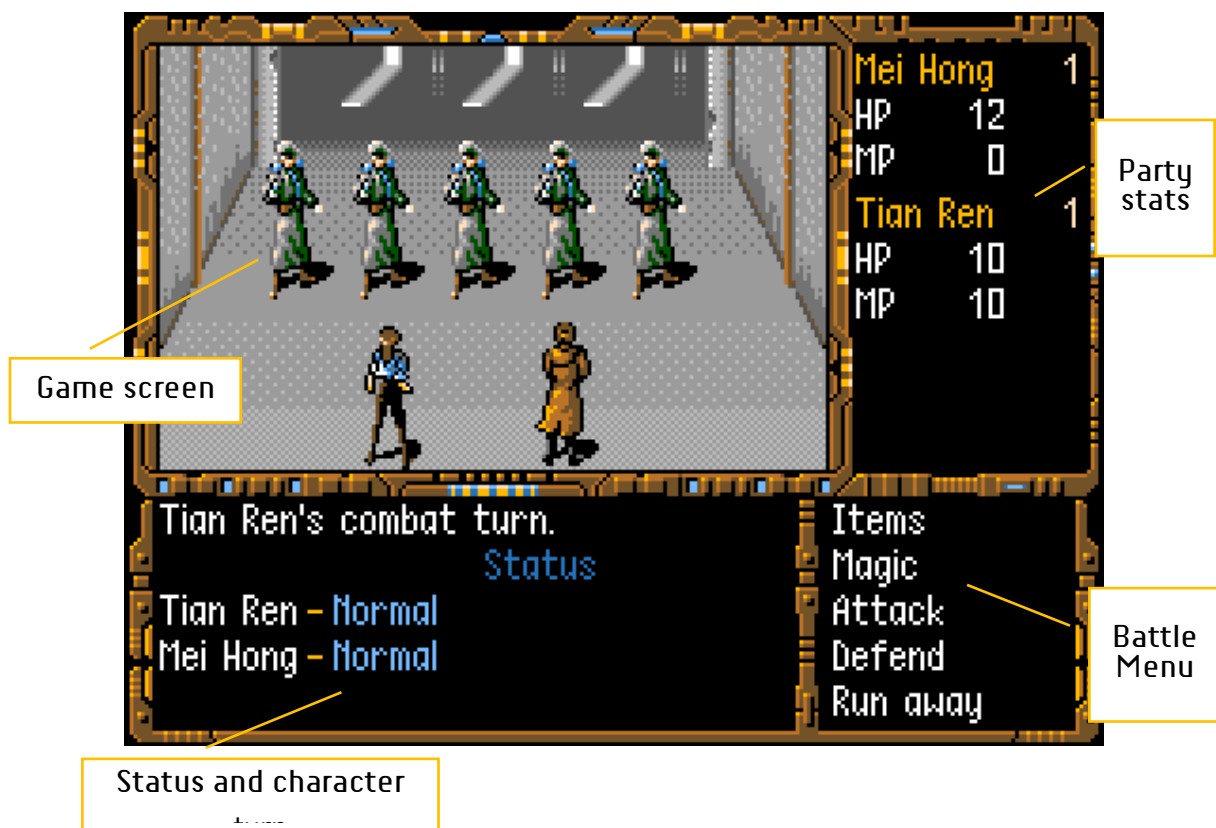 Mei Hong 1
HP 12
MP 0
Tian Ren 1
HP 10
MP 10
Party
stats
Game screen
Tian Ren's combat turn.
Status
Tian Ren – Normal
Mei Hong – Normal
Items
Magic
Attack
Defend
Run away
Battle
Menu
Status and character
turn